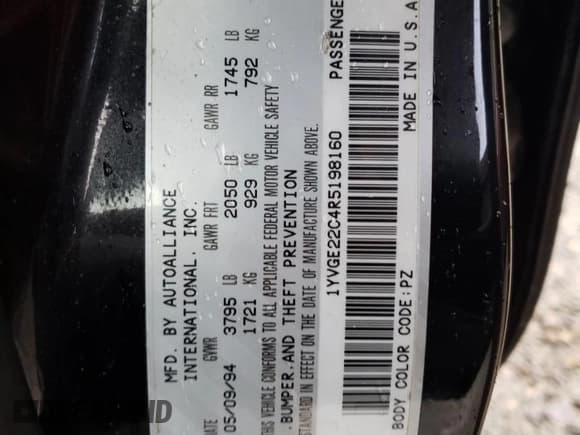 MFD. BY AUTOALLIANCE
INTERNATIONAL, INC.
GVWR GAWR FRT GAWR RR
05/09/94 3795 LB 2050 LB 1745 LB
1721 KG 929 KG 792 KG
THIS VEHICLE CONFORMS TO ALL APPLICABLE FEDERAL MOTOR VEHICLE SAFETY
.BUMPER.AND THEFT PREVENTION
STANDARD IN EFFECT ON THE DATE OF MANUFACTURE SHOWN ABOVE.
1YVGE22C4R5198160 PASSENGE
BODY COLOR CODE:PZ MADE IN U.S.A